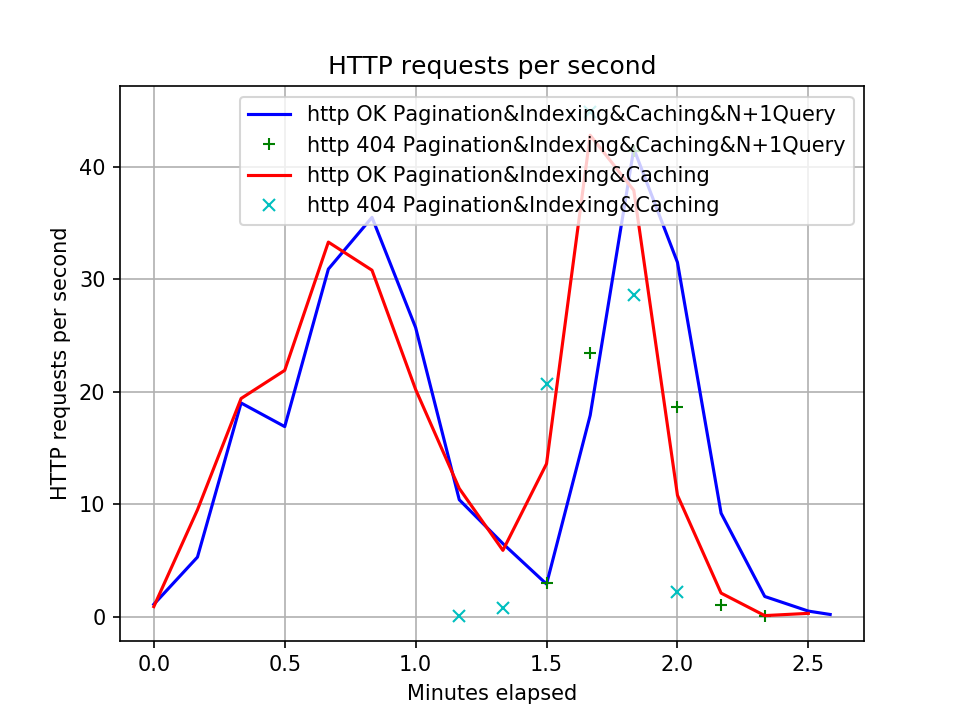 HTTP requests per second
http OK Pagination&Indexing&Caching&N+1Query
http 404 Pagination&Indexing&Caching&N+1Query
http OK Pagination&Indexing&Caching
http 404 Pagination&Indexing&Caching
HTTP requests per second
40
30
20
10
0
0.0 0.5 1.0 1.5 2.0 2.5
Minutes elapsed